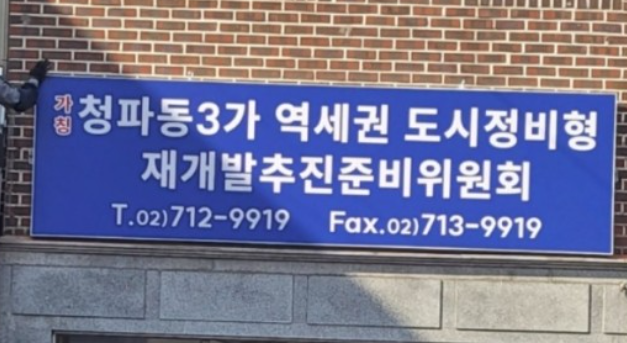 가칭 청파동3가 역세권 도시정비형
재개발추진준비위원회
T.02)712-9919 Fax.02)713-9919